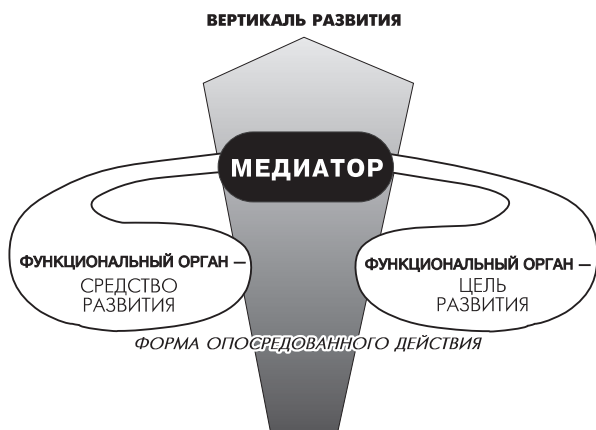 ВЕРТИКАЛЬ РАЗВИТИЯ
МЕДИАТОР
ФУНКЦИОНАЛЬНЫЙ ОРГАН —
СРЕДСТВО
РАЗВИТИЯ
ФУНКЦИОНАЛЬНЫЙ ОРГАН —
ЦЕЛЬ
РАЗВИТИЯ
ФОРМА ОПОСРЕДОВАННОГО ДЕЙСТВИЯ